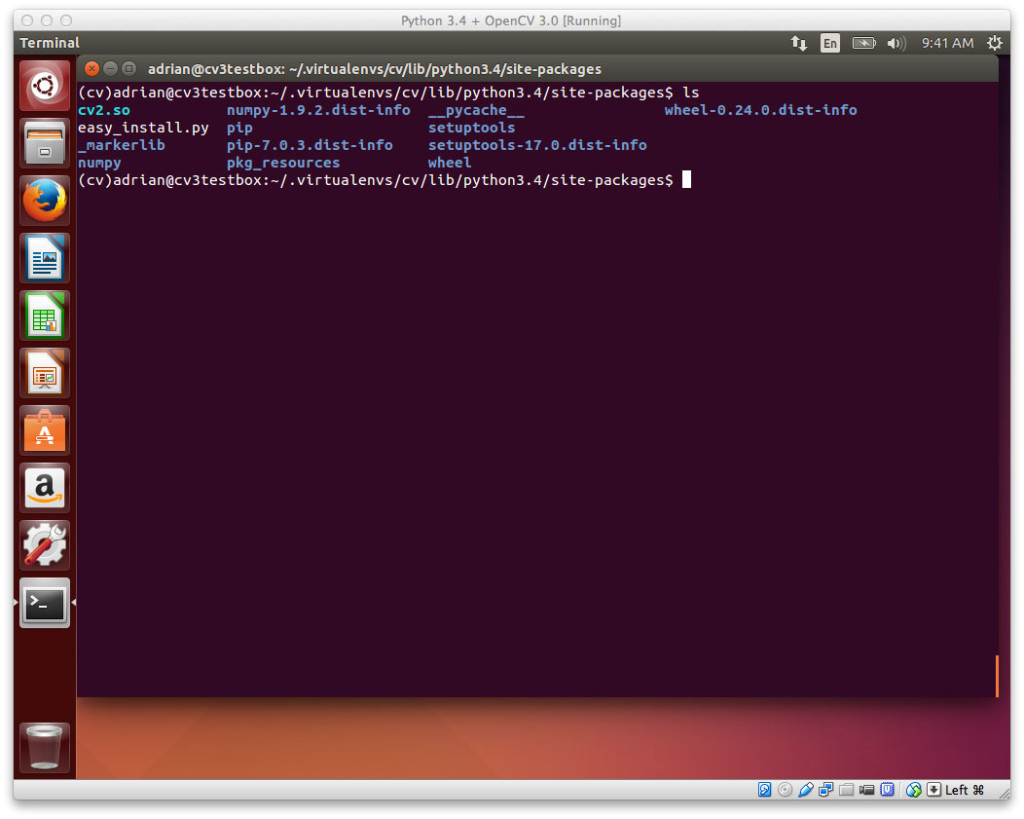 Python 3.4 + OpenCV 3.0 [Running]
Terminal En 9:41 AM
adrian@cv3testbox: ~/.virtualenvs/cv/lib/python3.4/site-packages
(cv)adrian@cv3testbox:~/.virtualenvs/cv/lib/python3.4/site-packages$ ls
cv2.so numpy-1.9.2.dist-info __pycache__ wheel-0.24.0.dist-info
easy_install.py pip setuptools
_markerlib pip-7.0.3.dist-info setuptools-17.0.dist-info
numpy pkg_resources wheel
(cv)adrian@cv3testbox:~/.virtualenvs/cv/lib/python3.4/site-packages$
Left ⌘